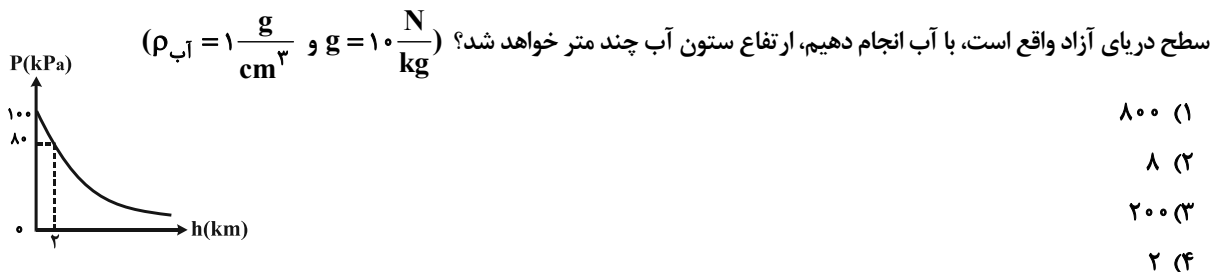 سطح دریای آزاد واقع است، با آب انجام دهیم، ارتفاع ستون آب چند متر خواهد شد؟ (g = ۱۰ N/kg و ρآب = ۱ g/cm³)
P(kPa)
۱۰۰
۸۰
۰
۲
h(km)
۱) ۸۰۰
۲) ۸
۳) ۲۰۰
۴) ۲